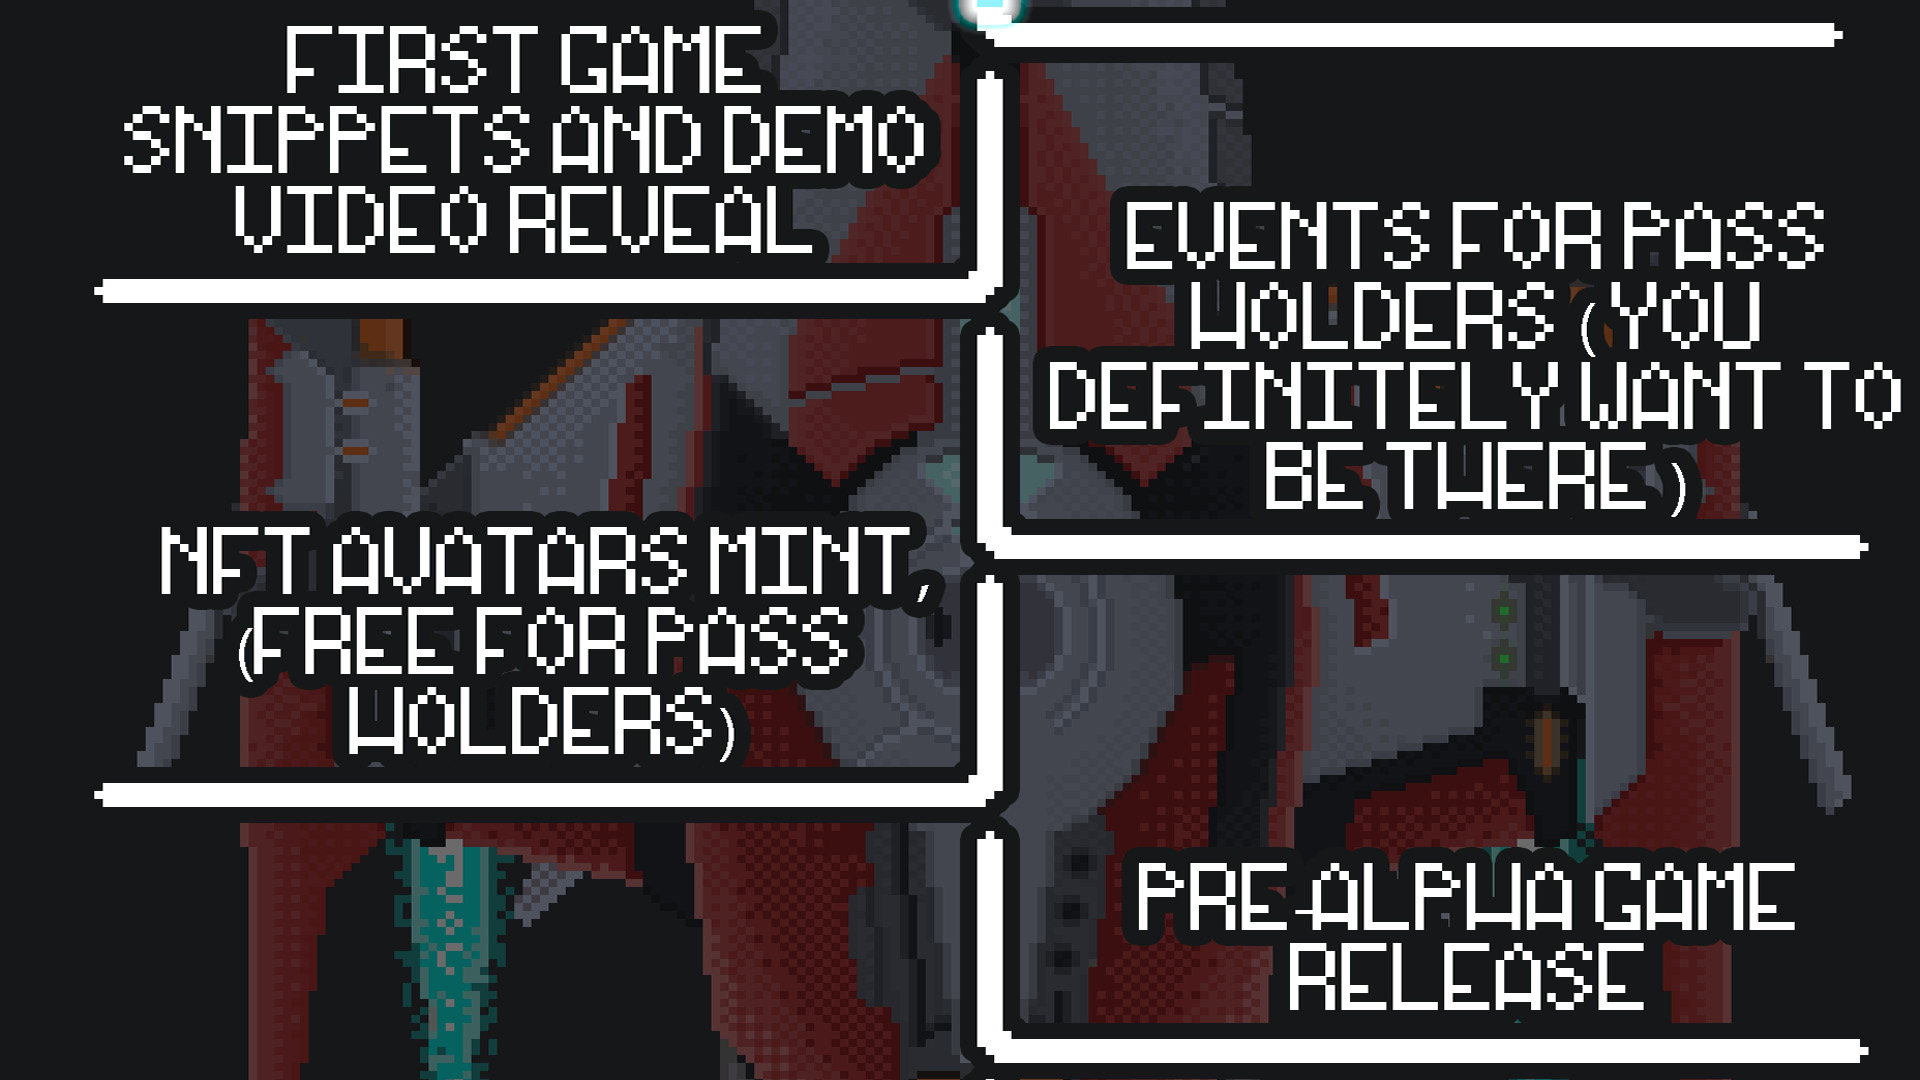 FIRST GAME
SNIPPETS AND DEMO
VIDEO REVEAL
EVENTS FOR PASS
HOLDERS (YOU
DEFINITELY WANT TO
BE THERE)
NFT AVATARS MINT,
(FREE FOR PASS
HOLDERS)
PRE-ALPHA GAME
RELEASE